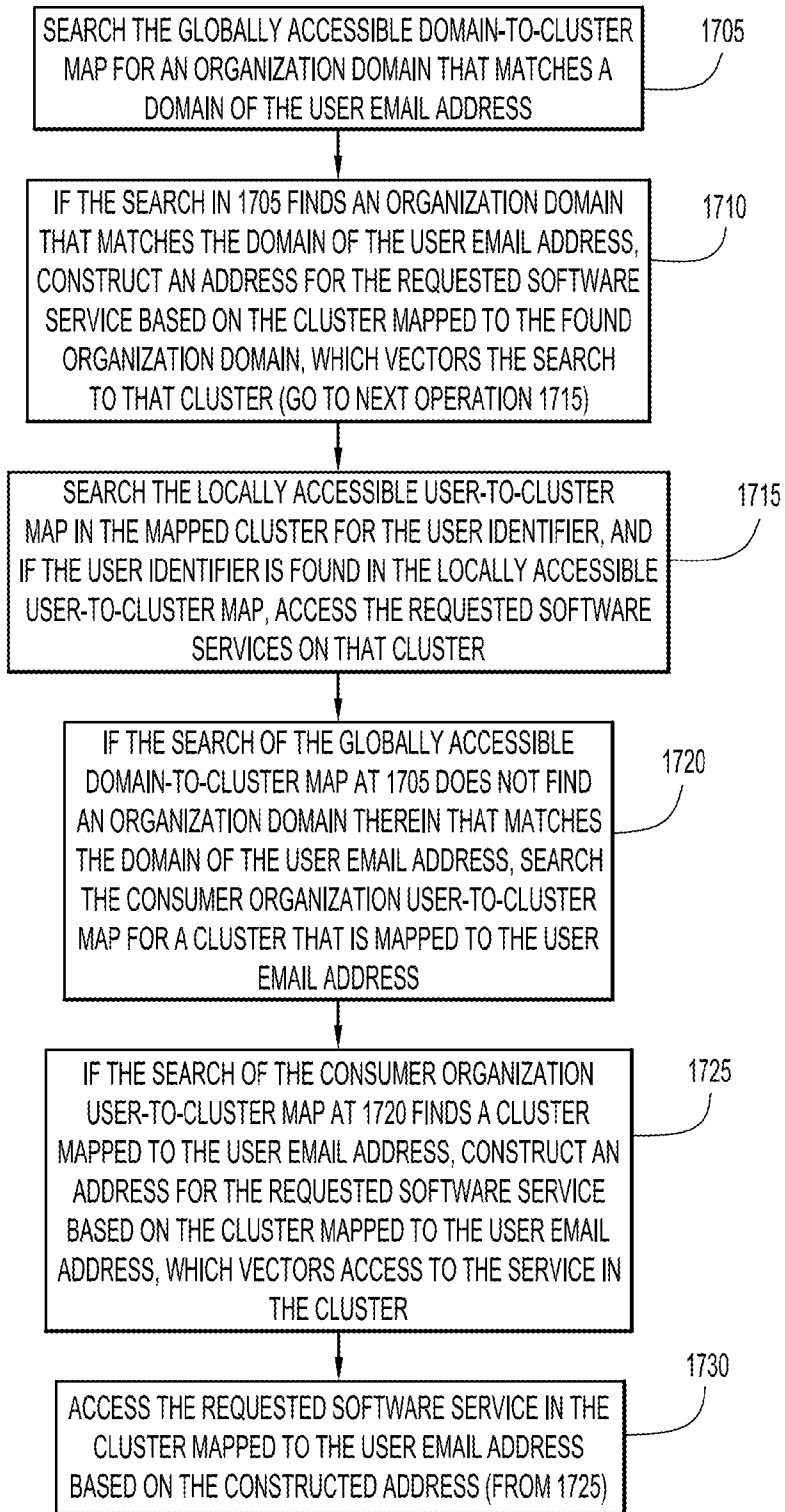 SEARCH THE GLOBALLY ACCESSIBLE DOMAIN-TO-CLUSTER
MAP FOR AN ORGANIZATION DOMAIN THAT MATCHES A
DOMAIN OF THE USER EMAIL ADDRESS
1705
IF THE SEARCH IN 1705 FINDS AN ORGANIZATION DOMAIN
THAT MATCHES THE DOMAIN OF THE USER EMAIL ADDRESS,
CONSTRUCT AN ADDRESS FOR THE REQUESTED SOFTWARE
SERVICE BASED ON THE CLUSTER MAPPED TO THE FOUND
ORGANIZATION DOMAIN, WHICH VECTORS THE SEARCH
TO THAT CLUSTER (GO TO NEXT OPERATION 1715)
1710
SEARCH THE LOCALLY ACCESSIBLE USER-TO-CLUSTER
MAP IN THE MAPPED CLUSTER FOR THE USER IDENTIFIER, AND
IF THE USER IDENTIFIER IS FOUND IN THE LOCALLY ACCESSIBLE
USER-TO-CLUSTER MAP, ACCESS THE REQUESTED SOFTWARE
SERVICES ON THAT CLUSTER
1715
IF THE SEARCH OF THE GLOBALLY ACCESSIBLE
DOMAIN-TO-CLUSTER MAP AT 1705 DOES NOT FIND
AN ORGANIZATION DOMAIN THEREIN THAT MATCHES
THE DOMAIN OF THE USER EMAIL ADDRESS, SEARCH
THE CONSUMER ORGANIZATION USER-TO-CLUSTER
MAP FOR A CLUSTER THAT IS MAPPED TO THE USER
EMAIL ADDRESS
1720
IF THE SEARCH OF THE CONSUMER ORGANIZATION
USER-TO-CLUSTER MAP AT 1720 FINDS A CLUSTER
MAPPED TO THE USER EMAIL ADDRESS, CONSTRUCT AN
ADDRESS FOR THE REQUESTED SOFTWARE SERVICE
BASED ON THE CLUSTER MAPPED TO THE USER EMAIL
ADDRESS, WHICH VECTORS ACCESS TO THE SERVICE IN
THE CLUSTER
1725
ACCESS THE REQUESTED SOFTWARE SERVICE IN THE
CLUSTER MAPPED TO THE USER EMAIL ADDRESS
BASED ON THE CONSTRUCTED ADDRESS (FROM 1725)
1730